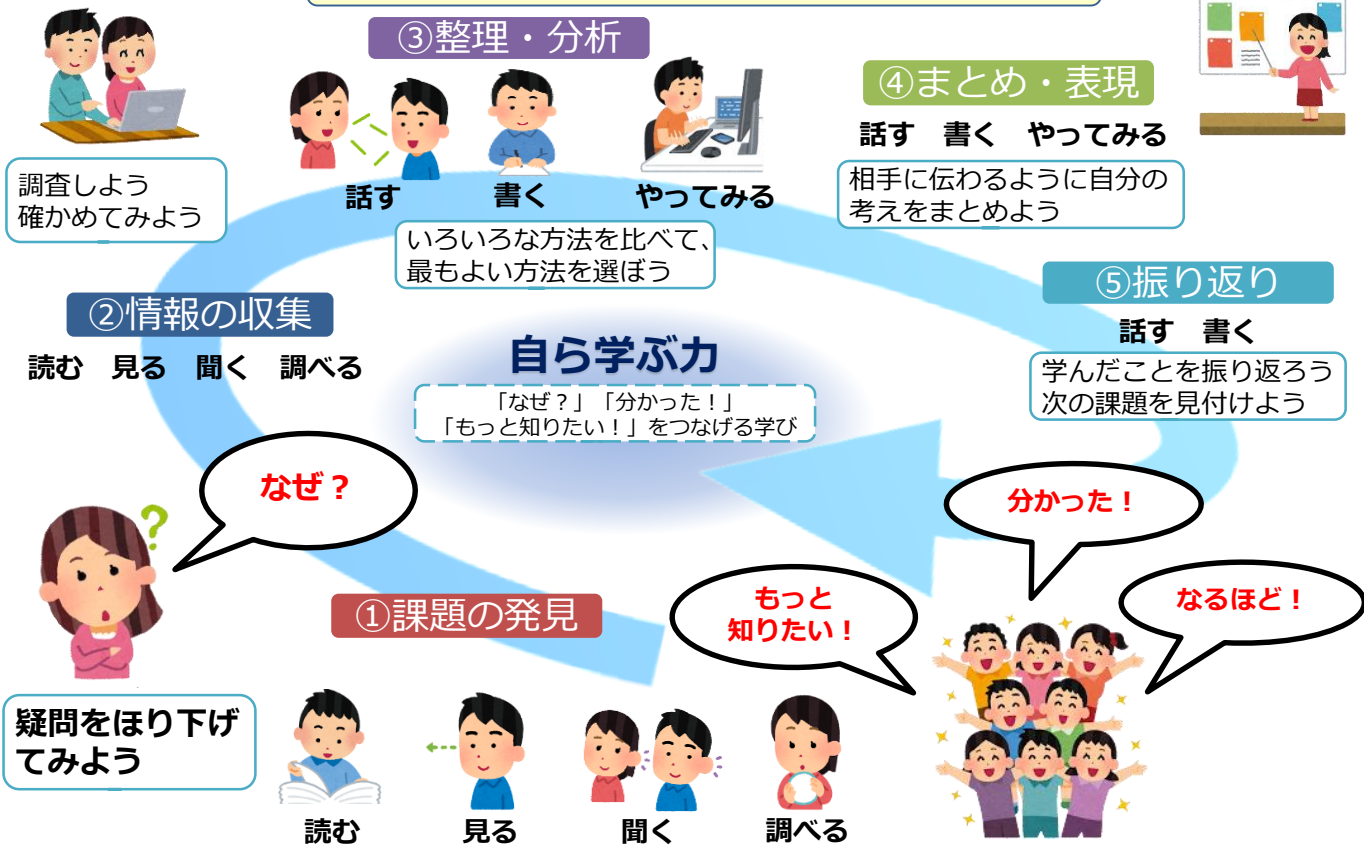 ③整理・分析
話す
書く
やってみる
いろいろな方法を比べて、
最もよい方法を選ぼう
④まとめ・表現
話す 書く やってみる
相手に伝わるように自分の
考えをまとめよう
調査しよう
確かめてみよう
②情報の収集
読む 見る 聞く 調べる
⑤振り返り
話す 書く
学んだことを振り返ろう
次の課題を見付けよう
自ら学ぶ力
「なぜ？」「分かった！」
「もっと知りたい！」をつなげる学び
なぜ？
分かった！
もっと
知りたい！
なるほど！
①課題の発見
疑問をほり下げ
てみよう
読む
見る
聞く
調べる